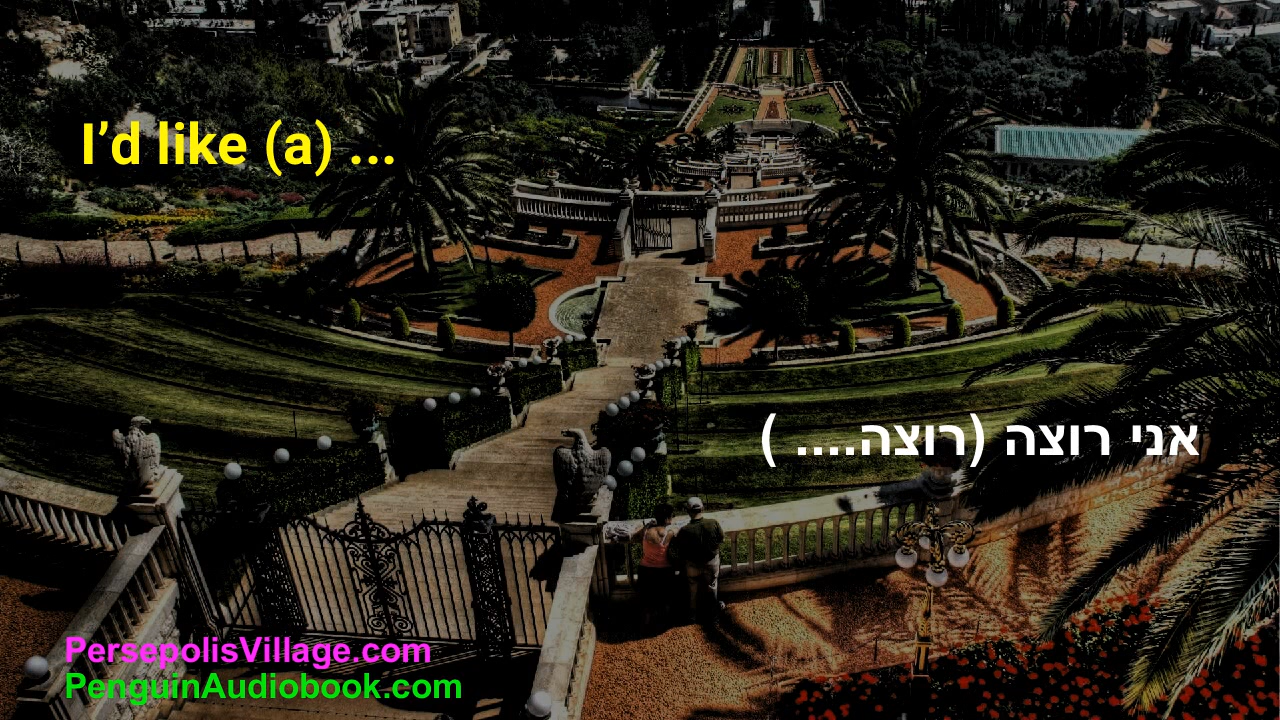 I’d like (a) ...
אני רוצה (רוצה.... )
PersepolisVillage.com
PenguinAudiobook.com